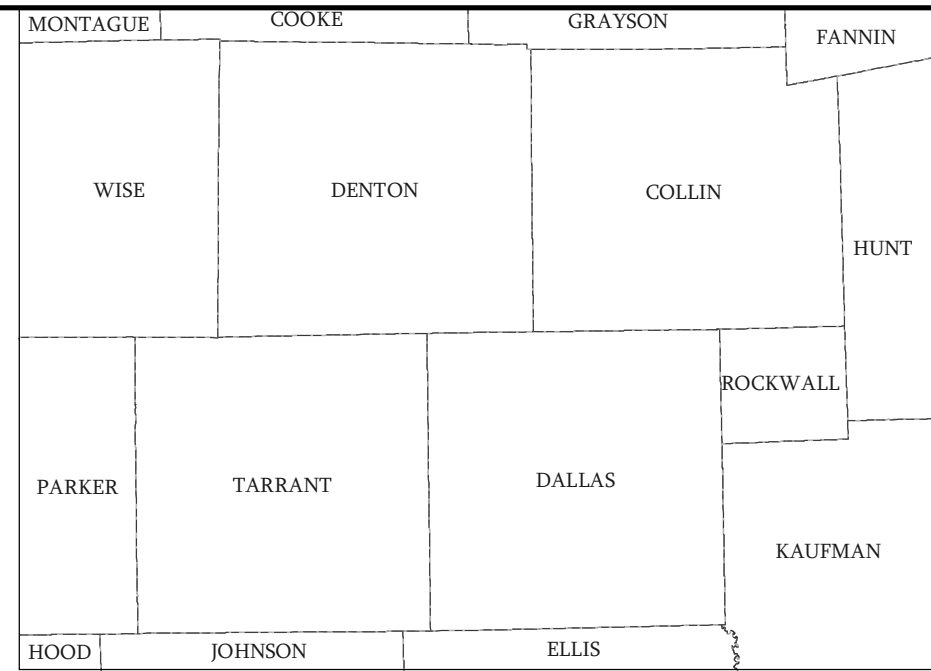 MONTAGUE
COOKE
GRAYSON
FANNIN
WISE
DENTON
COLLIN
HUNT
ROCKWALL
PARKER
TARRANT
DALLAS
KAUFMAN
HOOD
JOHNSON
ELLIS